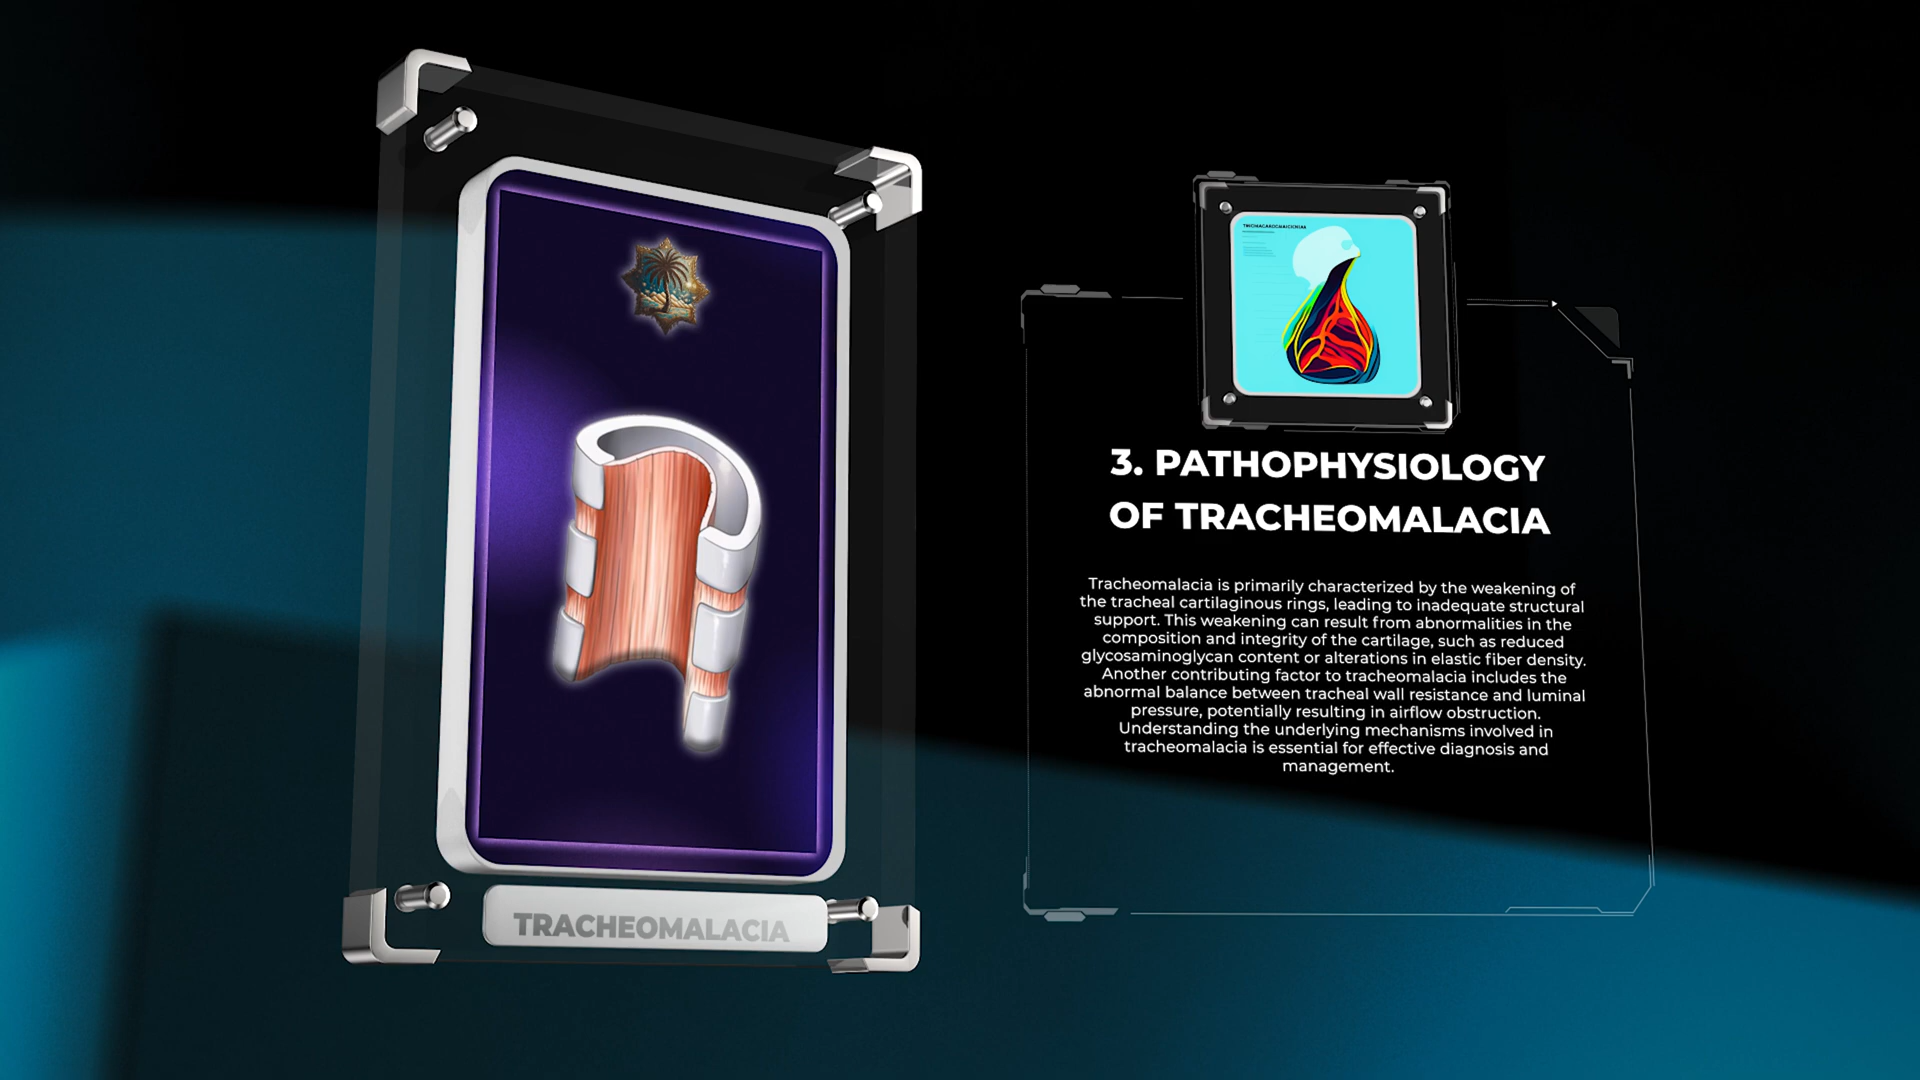 TRACHEOMALACIA
3. PATHOPHYSIOLOGY
OF TRACHEOMALACIA
Tracheomalacia is primarily characterized by the weakening of
the tracheal cartilaginous rings, leading to inadequate structural
support. This weakening can result from abnormalities in the
composition and integrity of the cartilage, such as reduced
glycosaminoglycan content or alterations in elastic fiber density.
Another contributing factor to tracheomalacia includes the
abnormal balance between tracheal wall resistance and luminal
pressure, potentially resulting in airflow obstruction.
Understanding the underlying mechanisms involved in
tracheomalacia is essential for effective diagnosis and
management.